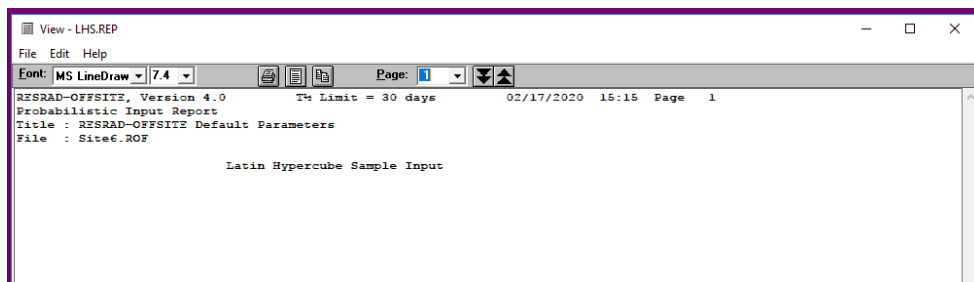 View - LHS.REP
File Edit Help
Font: MS LineDraw 7.4 Page: 1
RESRAD-OFFSITE, Version 4.0 T½ Limit = 30 days 02/17/2020 15:15 Page 1
Probabilistic Input Report
Title : RESRAD-OFFSITE Default Parameters
File : Site6.ROF
Latin Hypercube Sample Input